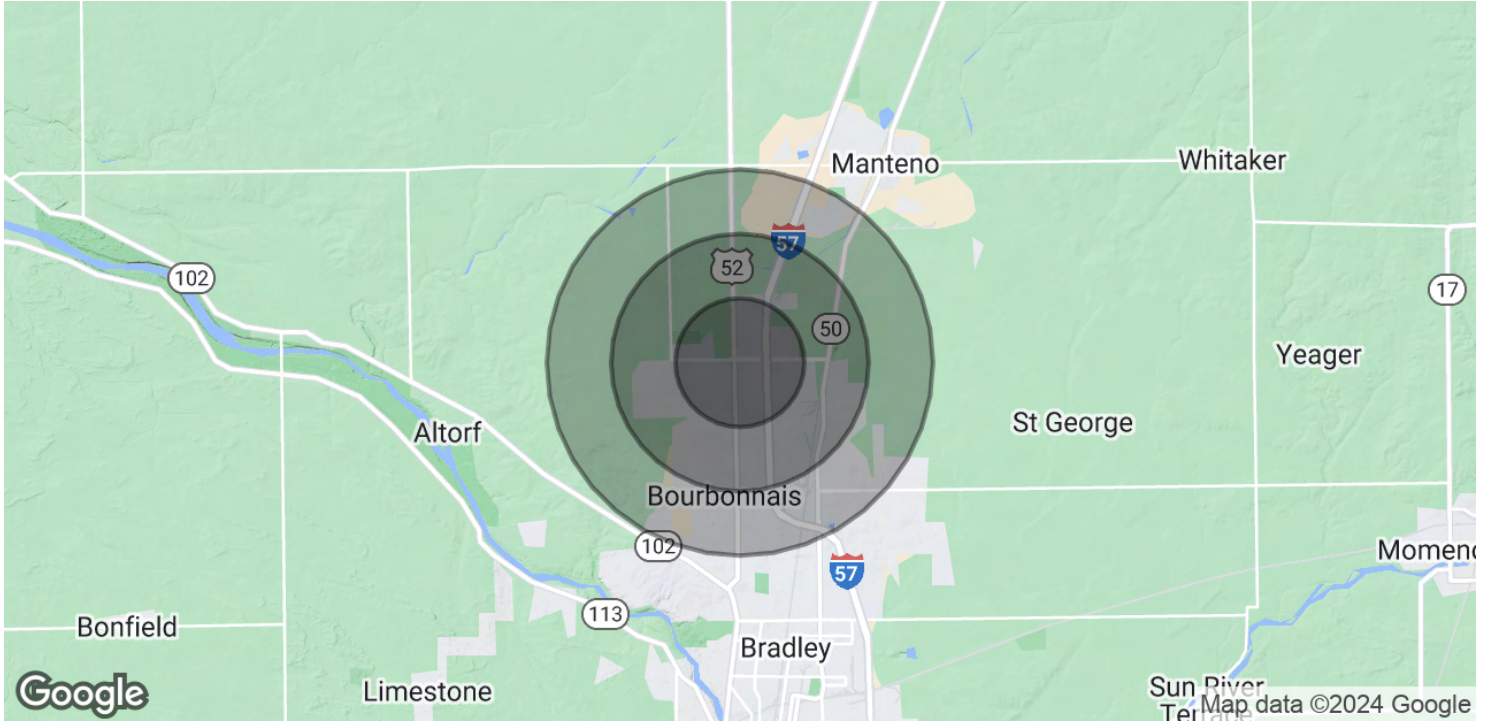 Manteno
Whitaker
57
52
102
17
50
Yeager
St George
Altorf
Bourbonnais
102
Momenc
57
113
Bonfield
Bradley
Limestone
Sun River
Terrace
Google
Map data ©2024 Google